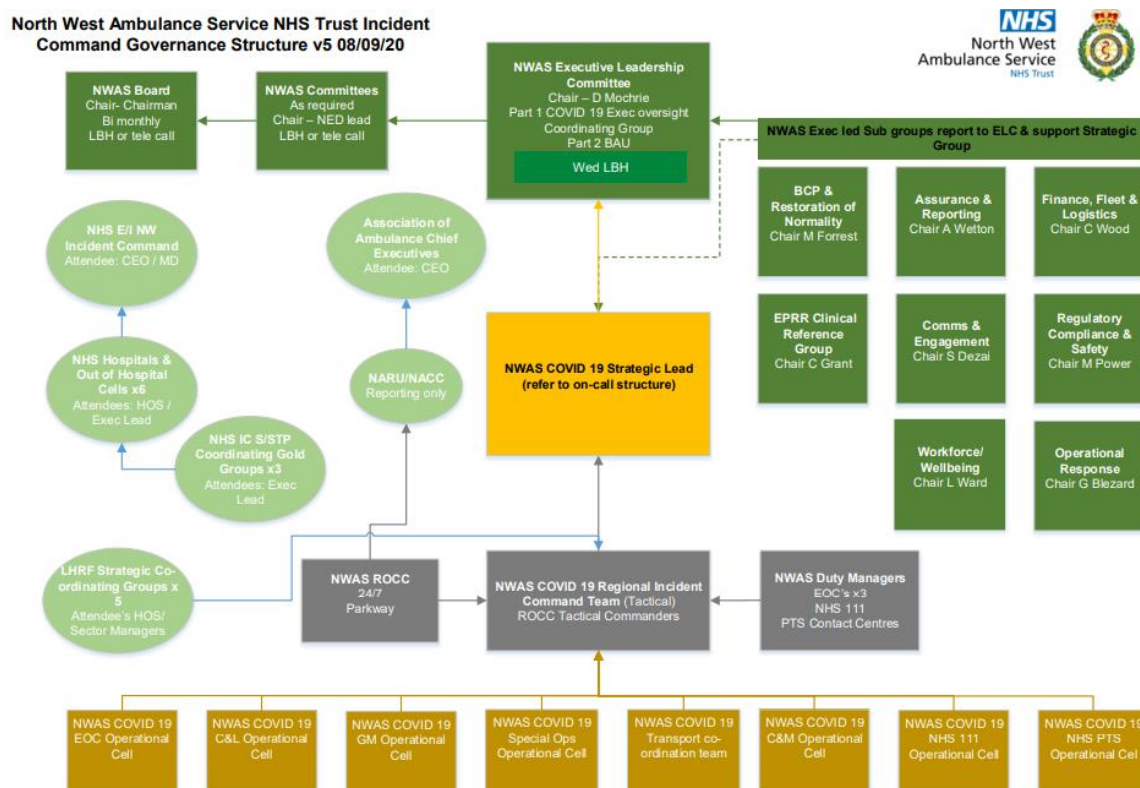 North West Ambulance Service NHS Trust Incident
Command Governance Structure v5 08/09/20
NHS
North West
Ambulance Service
NHS Trust
NWAS Board
Chair- Chairman
Bi monthly
LBH or tele call
NWAS Committees
As required
Chair – NED lead
LBH or tele call
NWAS Executive Leadership
Committee
Chair – D Mochrie
Part 1 COVID 19 Exec oversight
Coordinating Group
Part 2 BAU
Wed LBH
NWAS Exec led Sub groups report to ELC & support Strategic
Group
BCP &
Restoration of
Normality
Chair M Forrest
Assurance &
Reporting
Chair A Wetton
Finance, Fleet &
Logistics
Chair C Wood
EPRR Clinical
Reference
Group
Chair C Grant
Comms &
Engagement
Chair S Dezai
Regulatory
Compliance &
Safety
Chair M Power
Workforce/
Wellbeing
Chair L Ward
Operational
Response
Chair G Blezard
NHS E/I NW
Incident Command
Attendee: CEO / MD
Association of
Ambulance Chief
Executives
Attendee: CEO
NHS Hospitals &
Out of Hospital
Cells x6
Attendees: HOS /
Exec Lead
NARU/NACC
Reporting only
NHS IC S/STP
Coordinating Gold
Groups x3
Attendees: Exec
Lead
NWAS COVID 19 Strategic Lead
(refer to on-call structure)
LHRF Strategic Co-
ordinating Groups x
5
Attendee's HOS/
Sector Managers
NWAS ROCC
24/7
Parkway
NWAS COVID 19 Regional Incident
Command Team (Tactical)
ROCC Tactical Commanders
NWAS Duty Managers
EOC's x3
NHS 111
PTS Contact Centres
NWAS COVID 19
EOC Operational
Cell
NWAS COVID 19
C&L Operational
Cell
NWAS COVID 19
GM Operational
Cell
NWAS COVID 19
Special Ops
Operational Cell
NWAS COVID 19
Transport co-
ordination team
NWAS COVID 19
C&M Operational
Cell
NWAS COVID 19
NHS 111
Operational Cell
NWAS COVID 19
NHS PTS
Operational Cel